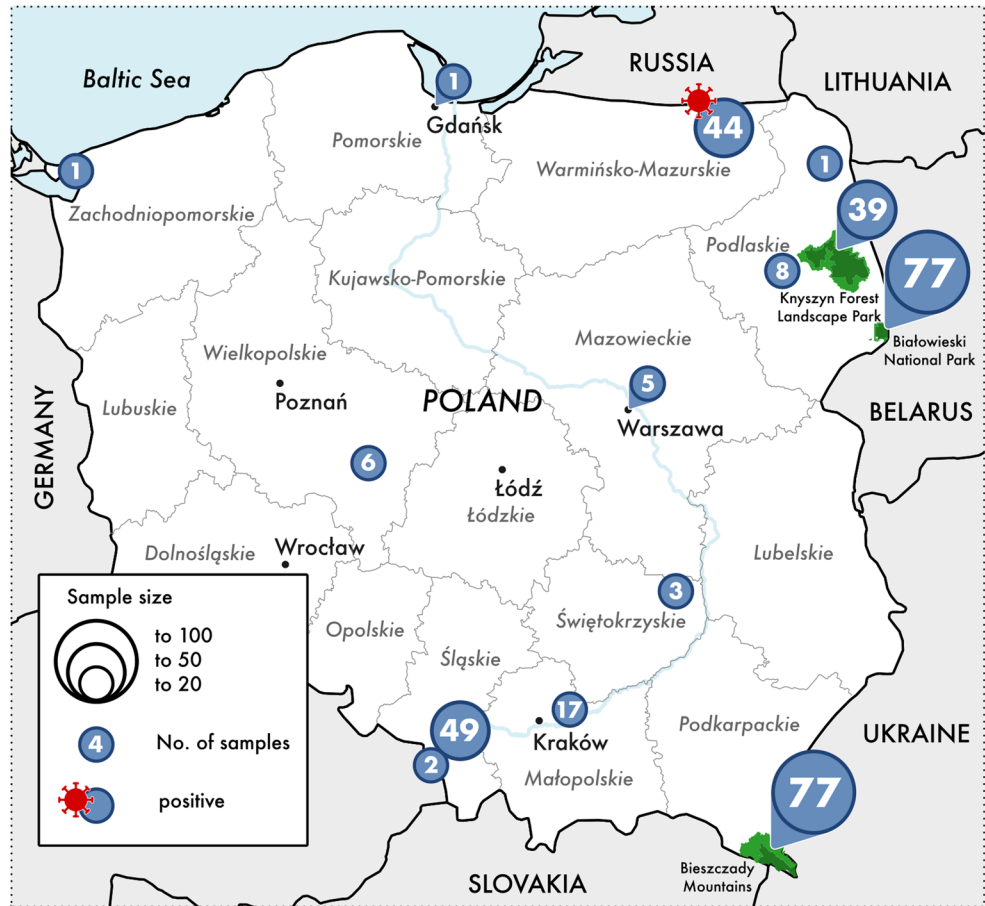 Baltic Sea
RUSSIA
LITHUANIA
1
Gdańsk
44
Pomorskie
1
Warmińsko-Mazurskie
1
Zachodniopomorskie
39
Podlaskie
8
77
Kujawsko-Pomorskie
Knyszyn Forest
Landscape Park
Białowieski
National Park
Mazowieckie
Wielkopolskie
5
Poznań
POLAND
Lubuskie
Warszawa
BELARUS
GERMANY
6
Łódź
Łódzkie
Dolnośląskie
Wrocław
Lubelskie
3
Świętokrzyskie
Opolskie
Śląskie
Sample size
to 100
to 50
to 20
4
No. of samples
positive
49
2
17
Kraków
Małopolskie
Podkarpackie
UKRAINE
77
Bieszczady
Mountains
SLOVAKIA